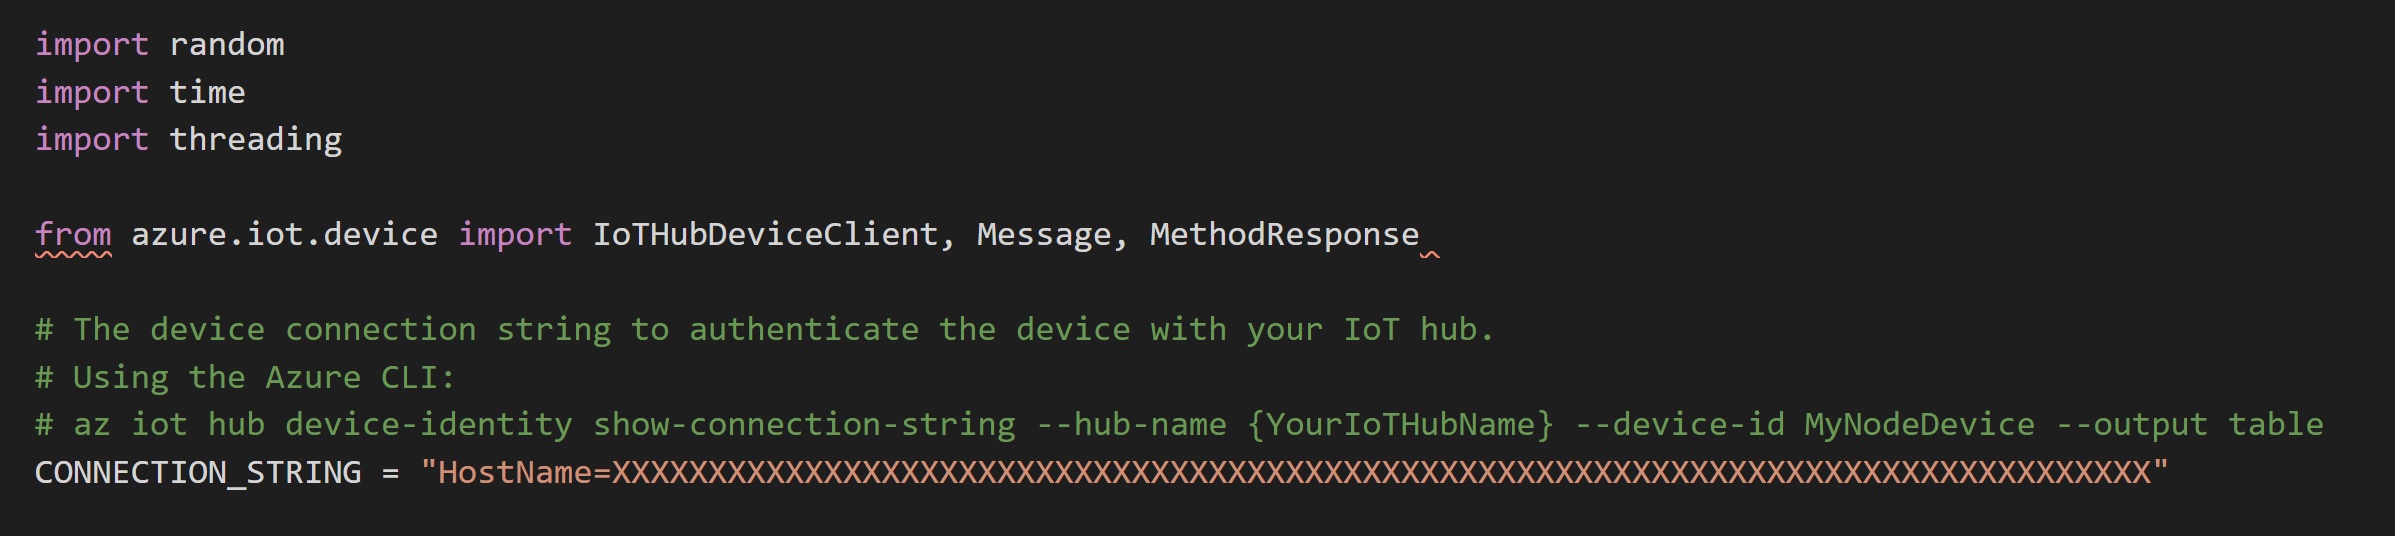 import random
import time
import threading
from azure.iot.device import IoTHubDeviceClient, Message, MethodResponse
# The device connection string to authenticate the device with your IoT hub.
# Using the Azure CLI:
# az iot hub device-identity show-connection-string --hub-name {YourIoTHubName} --device-id MyNodeDevice --output table
CONNECTION_STRING = "HostName=XXXXXXXXXXXXXXXXXXXXXXXXXXXXXXXXXXXXXXXXXXXXXXXXXXXXXXXXXXXXXXXXXXXXXXXXXXXXXXXX"